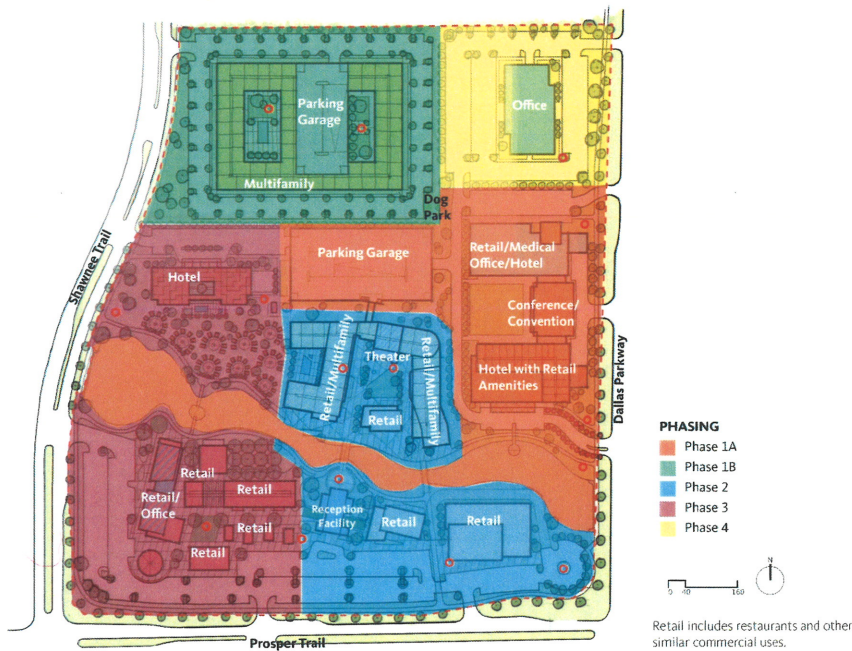 Parking
Garage
Office
Multifamily
Dog
Park
Shawnee Trail
Parking Garage
Retail/Medical
Office/Hotel
Hotel
Conference/
Convention
Retail/Multifamily
Theater
Retail/Multifamily
Hotel with Retail
Amenities
Dallas Parkway
Retail
Retail
Retail/
Office
Retail
Reception
Facility
Retail
Retail
Retail
Retail
Prosper Trail
PHASING
Phase 1A
Phase 1B
Phase 2
Phase 3
Phase 4
N
0 40 160
Retail includes restaurants and other
similar commercial uses.